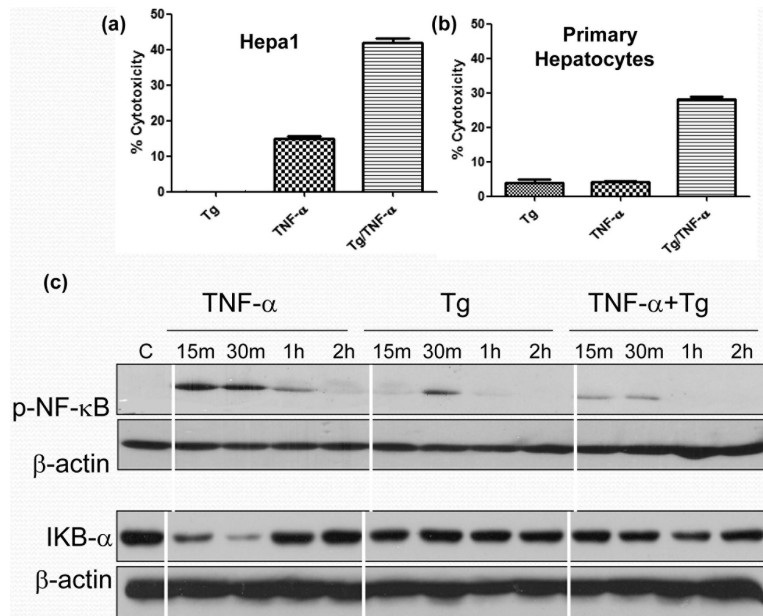 (a)
Hepa1
% Cytotoxicity
50
40
30
20
10
0
Tg
TNF-α
Tg/TNF-α
(b)
Primary
Hepatocytes
% Cytotoxicity
50
40
30
20
10
0
Tg
TNF-α
Tg/TNF-α
(c)
TNF-α Tg TNF-α+Tg
C 15m 30m 1h 2h 15m 30m 1h 2h 15m 30m 1h 2h
p-NF-κB
β-actin
IKB-α
β-actin